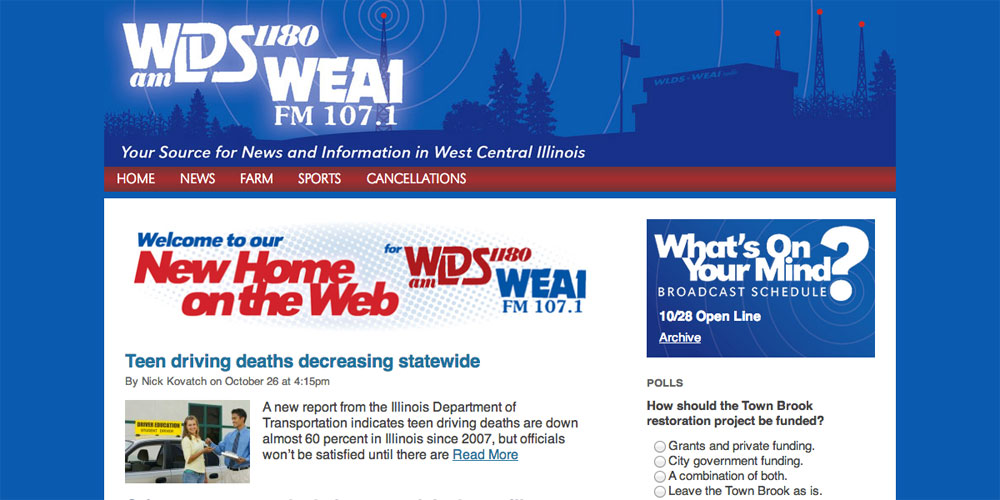 am WLDS 1180
WEAI
FM 107.1
WLDS - WEAI radio
Your Source for News and Information in West Central Illinois
HOME NEWS FARM SPORTS CANCELLATIONS
Welcome to our
New Home
on the Web
for am WLDS 1180
WEAI
FM 107.1
What's On
Your Mind?
BROADCAST SCHEDULE
10/28 Open Line
Archive
Teen driving deaths decreasing statewide
By Nick Kovatch on October 26 at 4:15pm
DRIVER EDUCATION
STUDENT DRIVER
A new report from the Illinois Department of
Transportation indicates teen driving deaths are down
almost 60 percent in Illinois since 2007, but officials
won't be satisfied until there are Read More
POLLS
How should the Town Brook
restoration project be funded?
Grants and private funding.
City government funding.
A combination of both.
Leave the Town Brook as is.